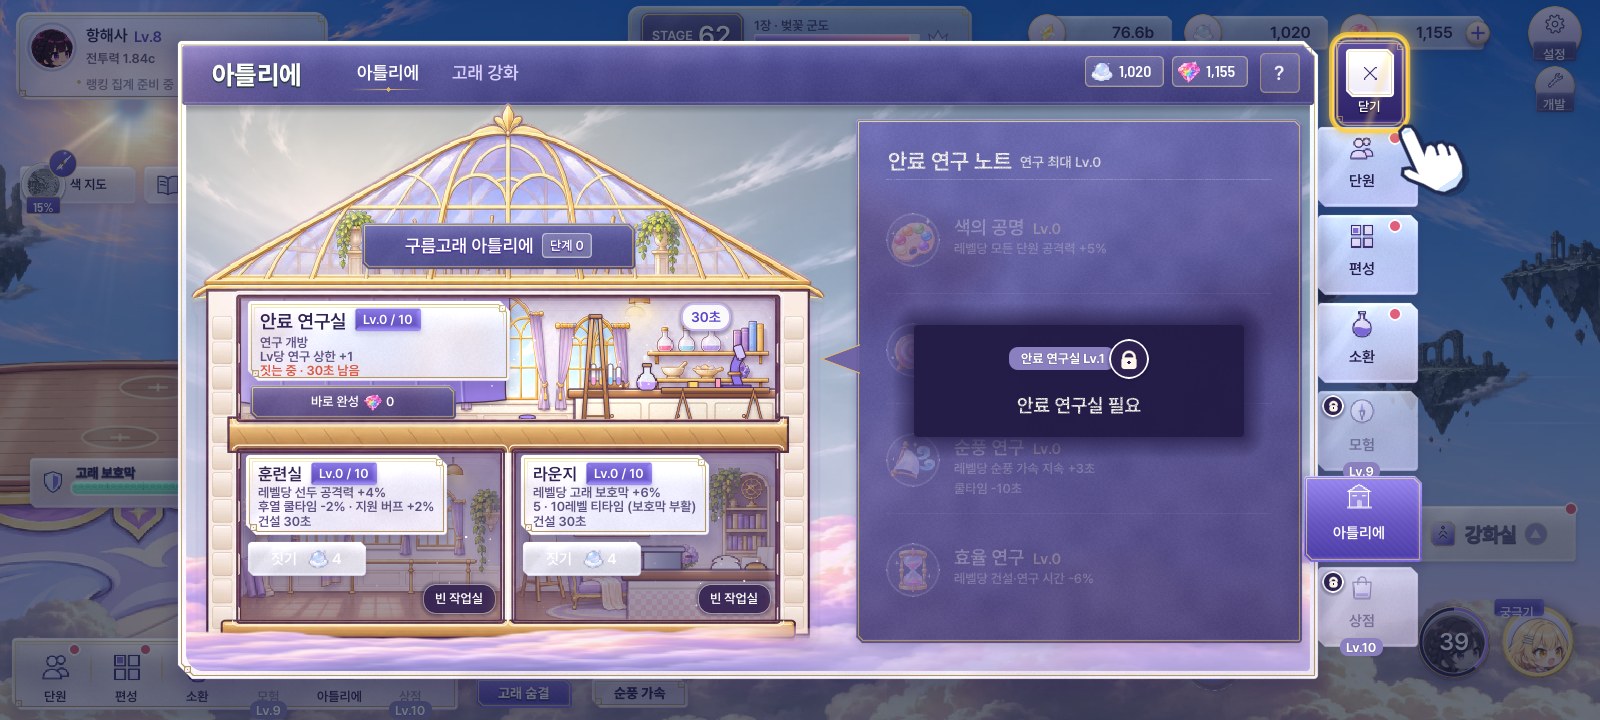 항해사 Lv.8
전투력 1.84c
랭킹 집계 준비 중
STAGE 62
1장 · 벚꽃 군도
76.6b
1,020
1,155
설정
개발
색 지도
15%
아틀리에
아틀리에
고래 강화
1,020
1,155
?
닫기
구름고래 아틀리에 단계 0
안료 연구실 Lv.0 / 10
연구 개방
Lv당 연구 상한 +1
짓는 중 · 30초 남음
바로 완성 0
30초
훈련실 Lv.0 / 10
레벨당 선두 공격력 +4%
후열 쿨타임 -2% · 지원 버프 +2%
건설 30초
짓기 4
빈 작업실
라운지 Lv.0 / 10
레벨당 고래 보호막 +6%
5 · 10레벨 티타임 (보호막 부활)
건설 30초
짓기 4
빈 작업실
안료 연구 노트 연구 최대 Lv.0
색의 공명 Lv.0
레벨당 모든 단원 공격력 +5%
안료 연구실 Lv.1
안료 연구실 필요
순풍 연구 Lv.0
레벨당 순풍 가속 지속 +3초
쿨타임 -10초
효율 연구 Lv.0
레벨당 건설·연구 시간 -6%
단원
편성
소환
모험
Lv.9
아틀리에
상점
Lv.10
고래 보호막
강화실
궁극기
39
단원
편성
소환
모험
Lv.9
아틀리에
상점
Lv.10
고래 숨결
순풍 가속